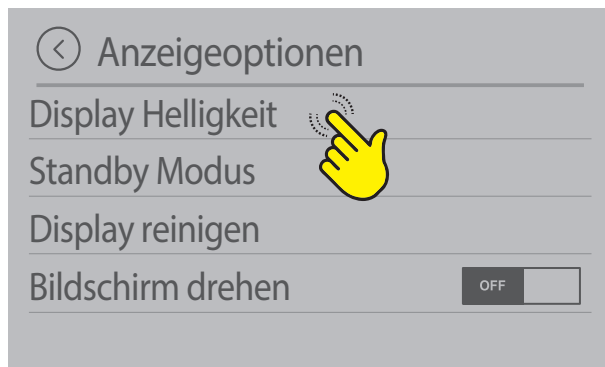 Anzeigeoptionen
Display Helligkeit
Standby Modus
Display reinigen
Bildschirm drehen OFF